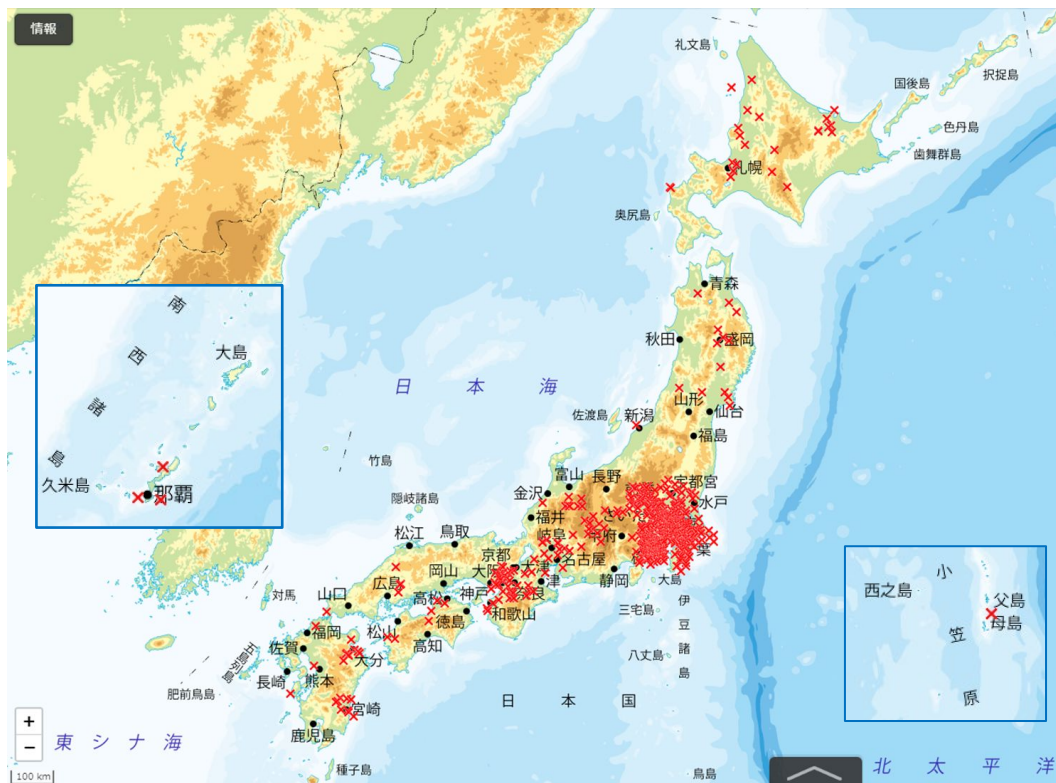 情報
礼文島
国後島
択捉島
色丹島
歯舞群島
札幌
奥尻島
青森
秋田
盛岡
山形
仙台
佐渡島
新潟
福島
日本海
竹島
隠岐諸島
富山
長野
宇都宮
金沢
水戸
福井
岐阜
甲府
松江
鳥取
京都
大津
名古屋
静岡
大島
津
岡山
神戸
大阪
奈良
広島
高松
和歌山
三宅島
山口
徳島
対馬
松山
高知
福岡
佐賀
大分
八丈島
伊豆諸島
五島列島
長崎
熊本
肥前鳥島
宮崎
鹿児島
種子島
日本国
鳥島
東シナ海
北太平洋
南西諸島
大島
久米島
那覇
小笠原
西之島
父島
母島
+
−
100 km